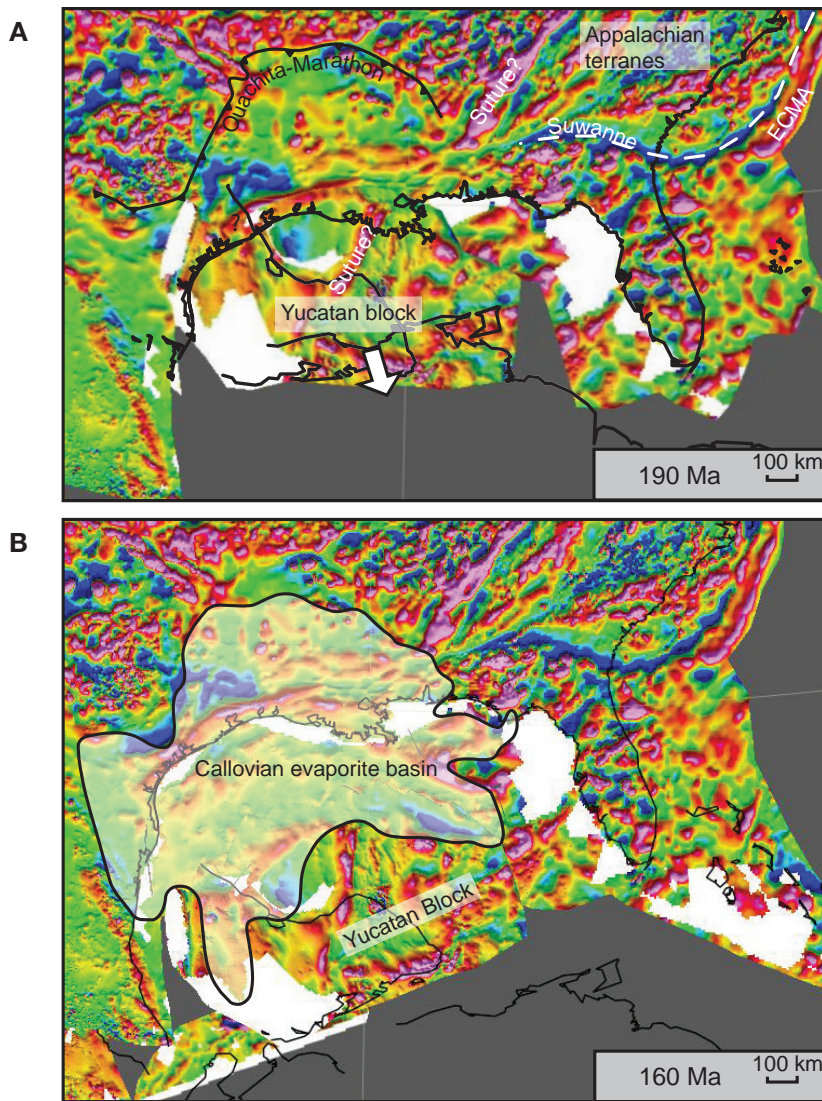 A
Appalachian
terranes
Ouachita-Marathon
Suture?
Suwanne
ECMA
?
Suture?
Yucatan block
190 Ma
100 km
B
Callovian evaporite basin
Yucatan Block
160 Ma
100 km